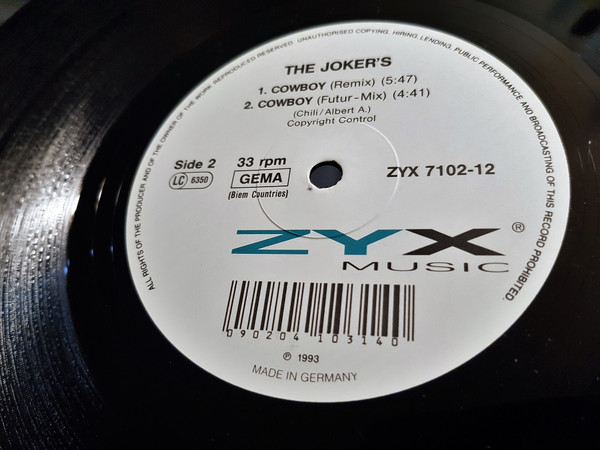 ALL RIGHTS OF THE PRODUCER AND OF THE OWNER OF THE WORK REPRODUCED RESERVED. UNAUTHORISED COPYING, HIRING, LENDING, PUBLIC PERFORMANCE AND BROADCASTING OF THIS RECORD PROHIBITED.
THE JOKER'S
1. COWBOY (Remix) (5:47)
2. COWBOY (Futur-Mix) (4:41)
(Chili/Albert A.)
Copyright Control
Side 2 33 rpm ZYX 7102-12
LC 6350 GEMA
(Biem Countries)
ZYX®
MUSIC
090204 103140
℗ 1993
MADE IN GERMANY